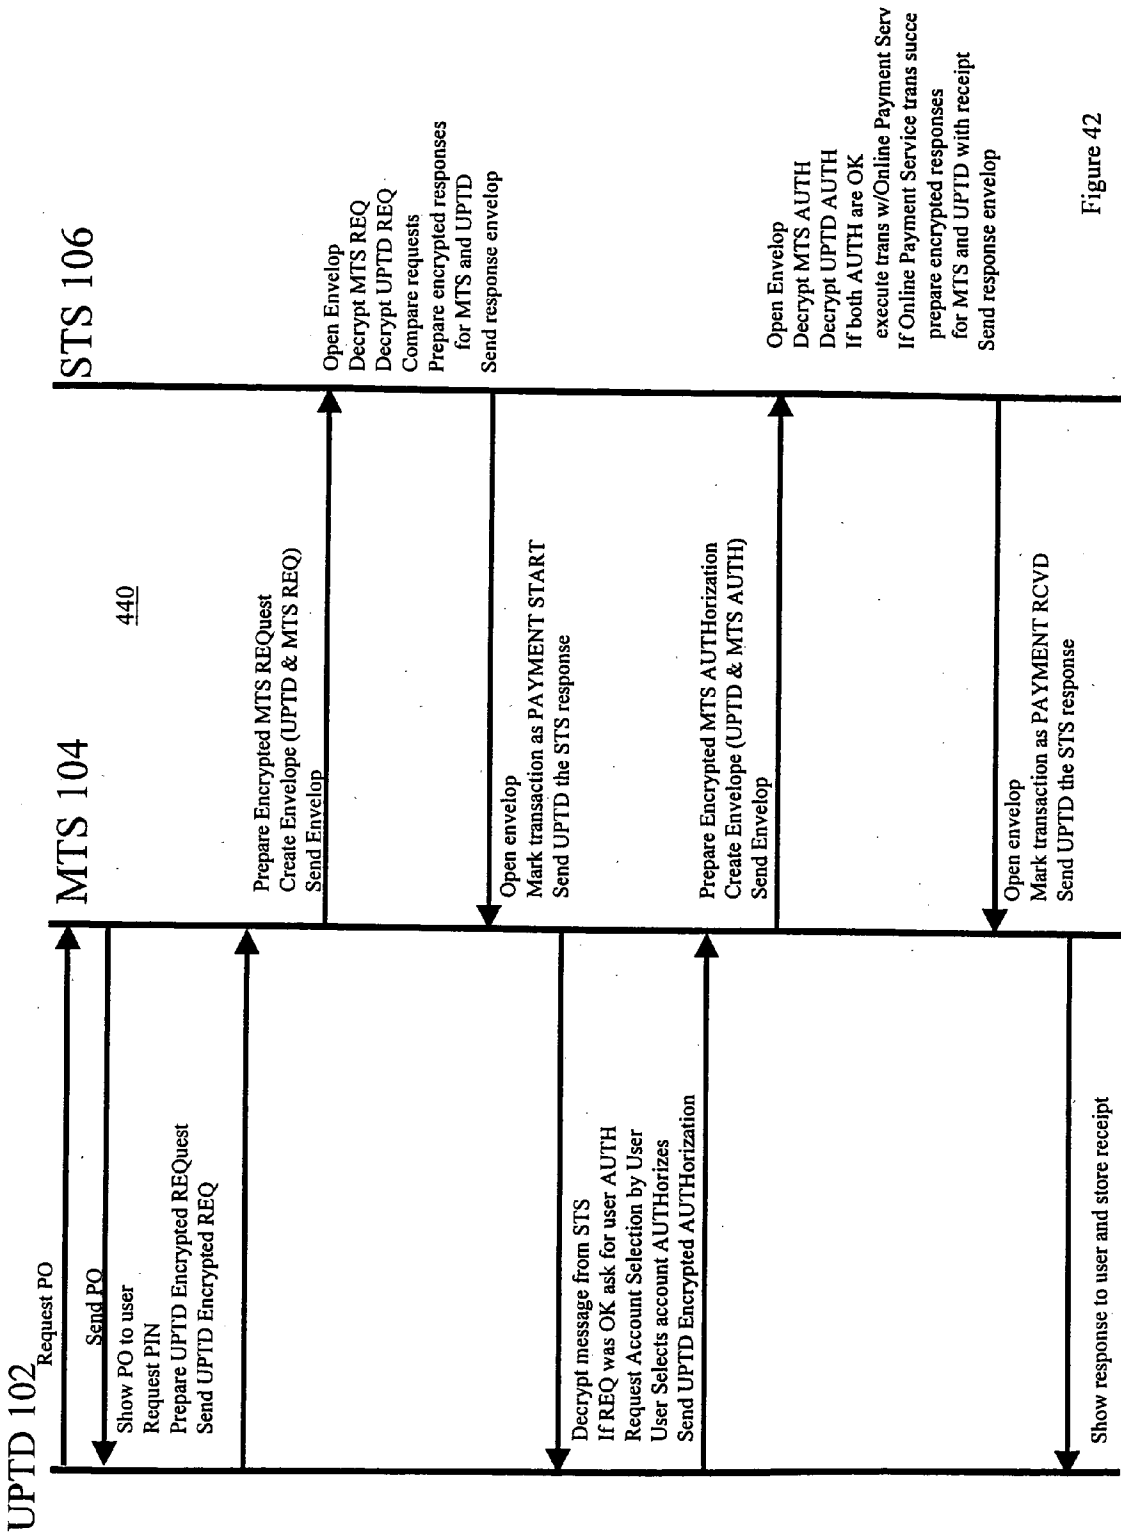 UPTD 102
MTS 104
STS 106
440
Request PO
Send PO
Show PO to user
Request PIN
Prepare UPTD Encrypted REQuest
Send UPTD Encrypted REQ
Prepare Encrypted MTS REQuest
Create Envelope (UPTD & MTS REQ)
Send Envelop
Open Envelop
Decrypt MTS REQ
Decrypt UPTD REQ
Compare requests
Prepare encrypted responses
for MTS and UPTD
Send response envelop
Open envelop
Mark transaction as PAYMENT START
Send UPTD the STS response
Decrypt message from STS
If REQ was OK ask for user AUTH
Request Account Selection by User
User Selects account AUTHorizes
Send UPTD Encrypted AUTHorization
Prepare Encrypted MTS AUTHorization
Create Envelope (UPTD & MTS AUTH)
Send Envelop
Open Envelop
Decrypt MTS AUTH
Decrypt UPTD AUTH
If both AUTH are OK
execute trans w/Online Payment Serv
If Online Payment Service trans succe
prepare encrypted responses
for MTS and UPTD with receipt
Send response envelop
Open envelop
Mark transaction as PAYMENT RCVD
Send UPTD the STS response
Show response to user and store receipt
Figure 42